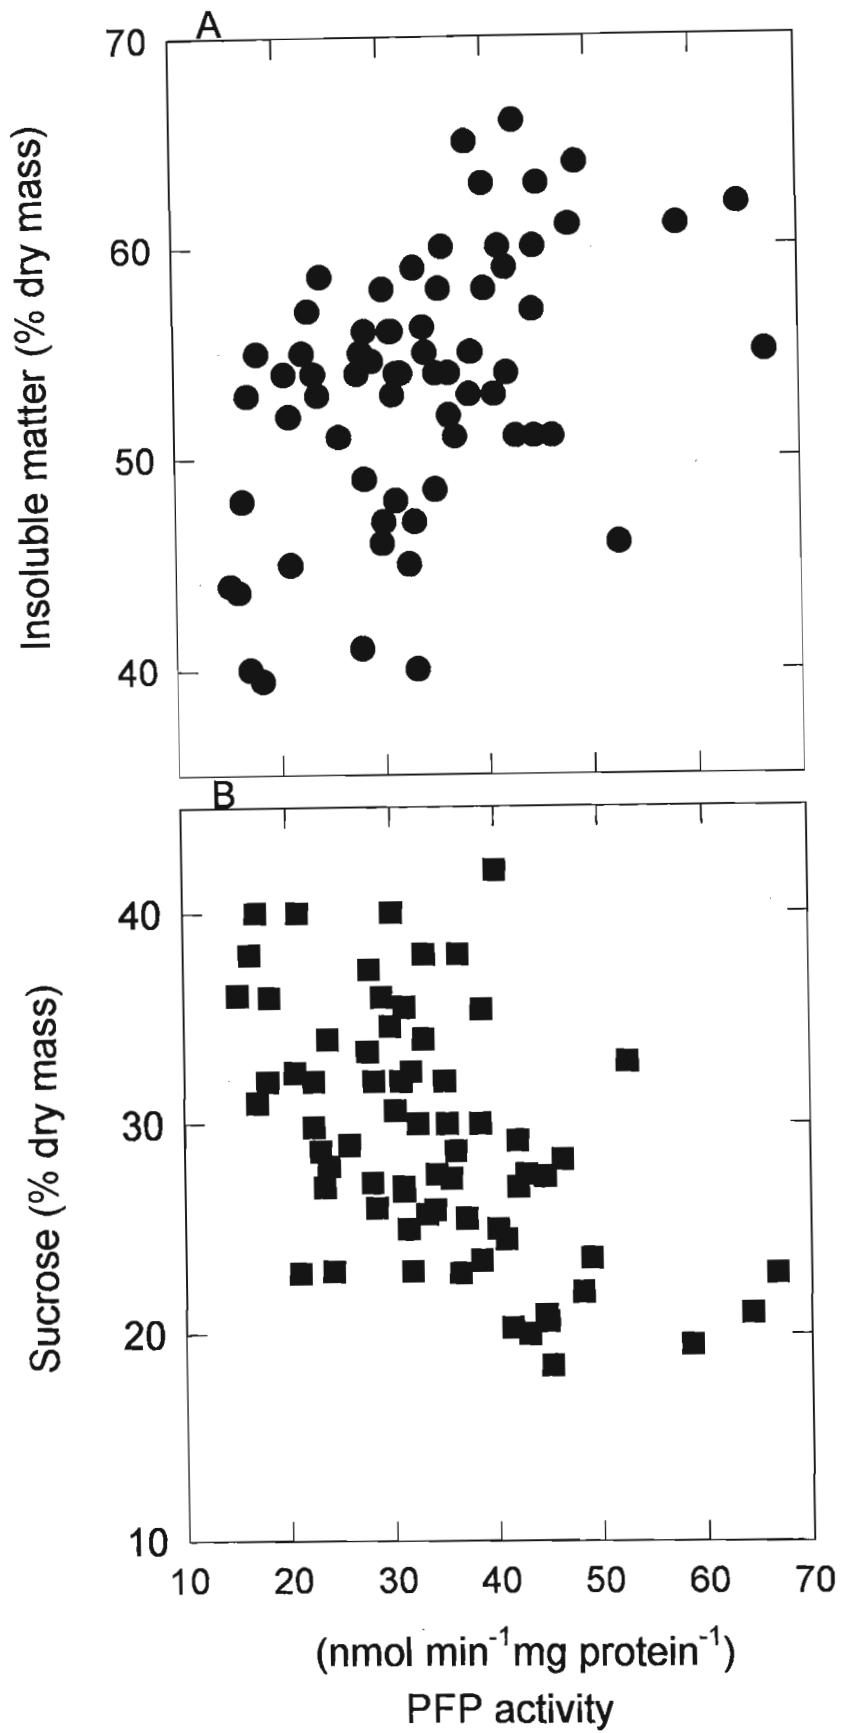 A
70
60
50
40
Insoluble matter (% dry mass)
B
40
30
20
10
Sucrose (% dry mass)
10 20 30 40 50 60 70
(nmol min⁻¹mg protein⁻¹)
PFP activity